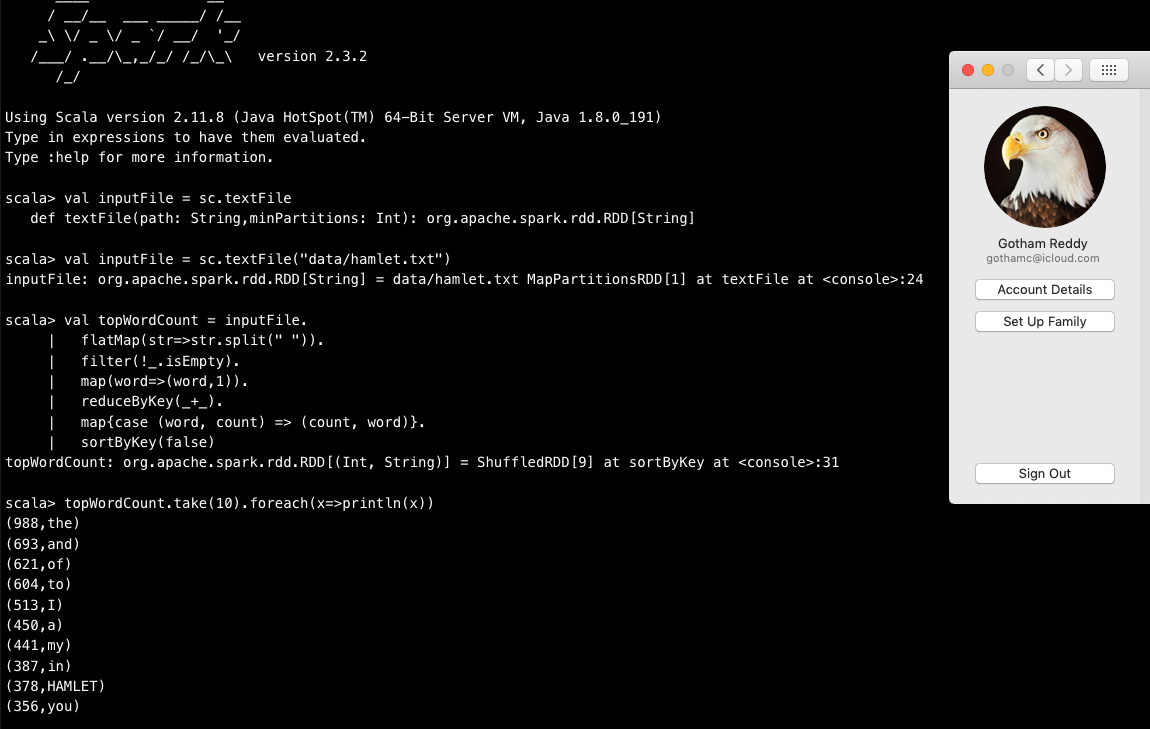 ____              __
     / __/__  ___ _____/ /__
    _\ \/ _ \/ _ `/ __/  '_/
   /___/ .__/\_,_/_/ /_/\_\   version 2.3.2
      /_/
Using Scala version 2.11.8 (Java HotSpot(TM) 64-Bit Server VM, Java 1.8.0_191)
Type in expressions to have them evaluated.
Type :help for more information.
scala> val inputFile = sc.textFile
   def textFile(path: String,minPartitions: Int): org.apache.spark.rdd.RDD[String]
scala> val inputFile = sc.textFile("data/hamlet.txt")
inputFile: org.apache.spark.rdd.RDD[String] = data/hamlet.txt MapPartitionsRDD[1] at textFile at <console>:24
scala> val topWordCount = inputFile.
     |   flatMap(str=>str.split(" ")).
     |   filter(!_.isEmpty).
     |   map(word=>(word,1)).
     |   reduceByKey(_+_).
     |   map{case (word, count) => (count, word)}.
     |   sortByKey(false)
topWordCount: org.apache.spark.rdd.RDD[(Int, String)] = ShuffledRDD[9] at sortByKey at <console>:31
scala> topWordCount.take(10).foreach(x=>println(x))
(988,the)
(693,and)
(621,of)
(604,to)
(513,I)
(450,a)
(441,my)
(387,in)
(378,HAMLET)
(356,you)
Gotham Reddy
gothamc@icloud.com
Account Details
Set Up Family
Sign Out